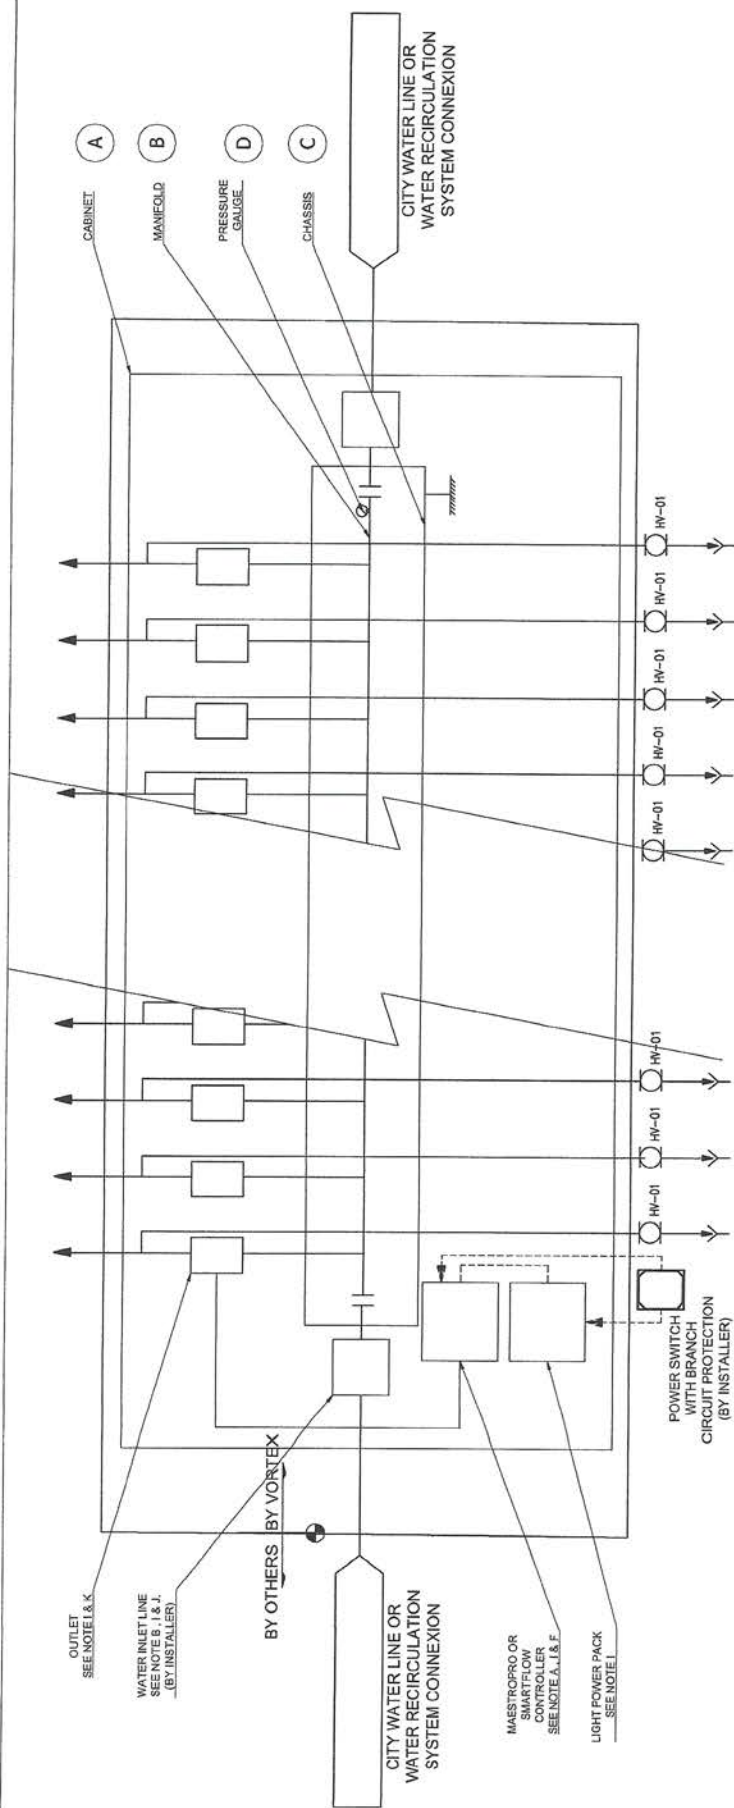 OUTLET
SEE NOTE I & K
WATER INLET LINE
SEE NOTE B, I & J.
(BY INSTALLER)
BY OTHERS
BY VORTEX
CITY WATER LINE OR
WATER RECIRCULATION
SYSTEM CONNEXION
MAESTROPRO OR
SMARTFLOW
CONTROLLER
SEE NOTE A, I & F
LIGHT POWER PACK
SEE NOTE I
POWER SWITCH
WITH BRANCH
CIRCUIT PROTECTION
(BY INSTALLER)
HV-01
HV-01
HV-01
HV-01
HV-01
HV-01
HV-01
HV-01
CABINET
A
MANIFOLD
B
PRESSURE
GAUGE
D
CHASSIS
C
CITY WATER LINE OR
WATER RECIRCULATION
SYSTEM CONNEXION